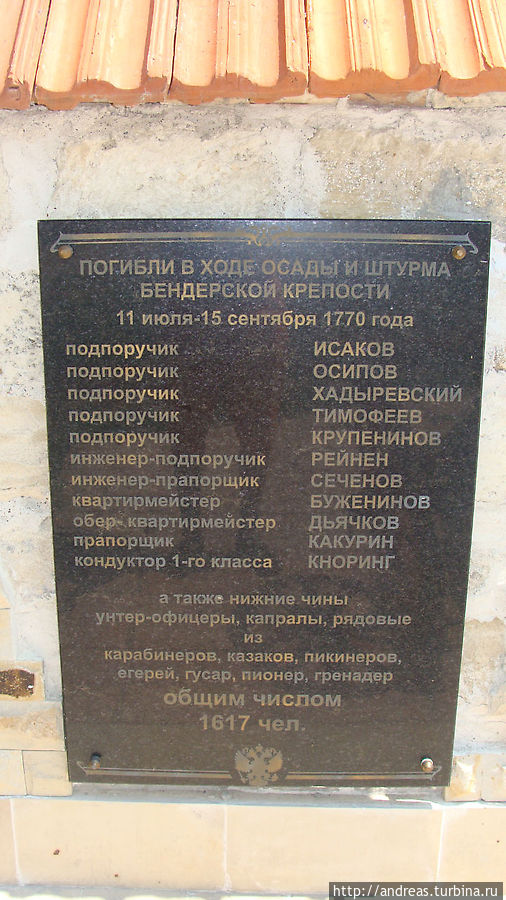 ПОГИБЛИ В ХОДЕ ОСАДЫ И ШТУРМА
БЕНДЕРСКОЙ КРЕПОСТИ
11 июля-15 сентября 1770 года
подпоручик ИСАКОВ
подпоручик ОСИПОВ
подпоручик ХАДЫРЕВСКИЙ
подпоручик ТИМОФЕЕВ
подпоручик КРУПЕНИНОВ
инженер-подпоручик РЕЙНЕН
инженер-прапорщик СЕЧЕНОВ
квартирмейстер БУЖЕНИНОВ
обер- квартирмейстер ДЬЯЧКОВ
прапорщик КАКУРИН
кондуктор 1-го класса КНОРИНГ
а также нижние чины
унтер-офицеры, капралы, рядовые
из
карабинеров, казаков, пикинеров,
егерей, гусар, пионер, гренадер
общим числом
1617 чел.
http://andreas.turbina.ru